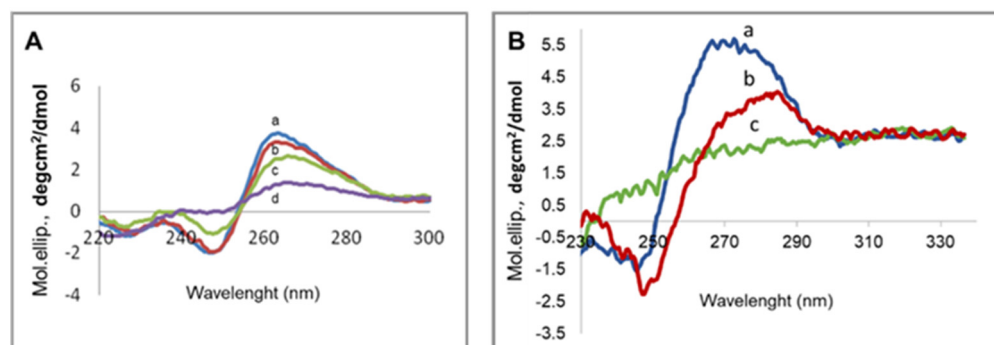 A
Mol.ellip., degcm²/dmol
6
4
2
0
-2
-4
220 240 260 280 300
a
b
c
d
Wavelenght (nm)
B
Mol.ellip., degcm²/dmol
5.5
4.5
3.5
2.5
1.5
0.5
-0.5
-1.5
-2.5
-3.5
230 250 270 290 310 330
a
b
c
Wavelenght (nm)